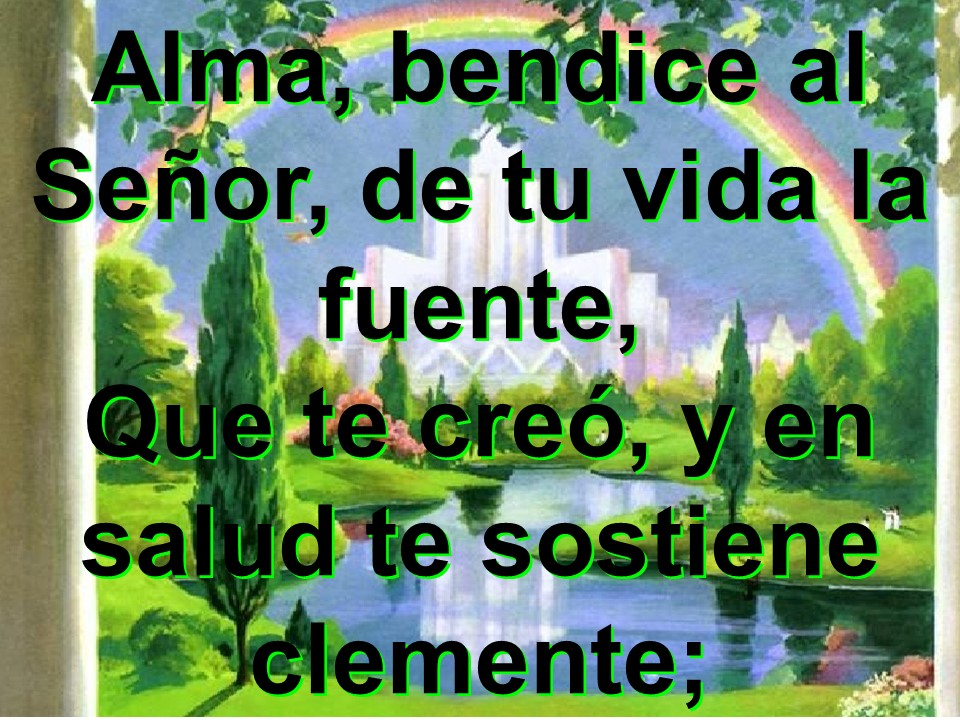 Alma, bendice al
Señor, de tu vida la
fuente,
Que te creó, y en
salud te sostiene
clemente;